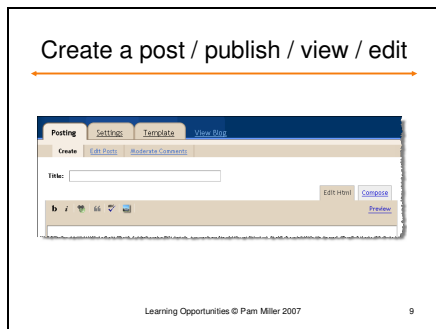 Create a post / publish / view / edit
Posting Settings Template View Blog
Create Edit Posts Moderate Comments
Title:
Edit Html Compose
b i “ Preview
Learning Opportunities © Pam Miller 2007 9